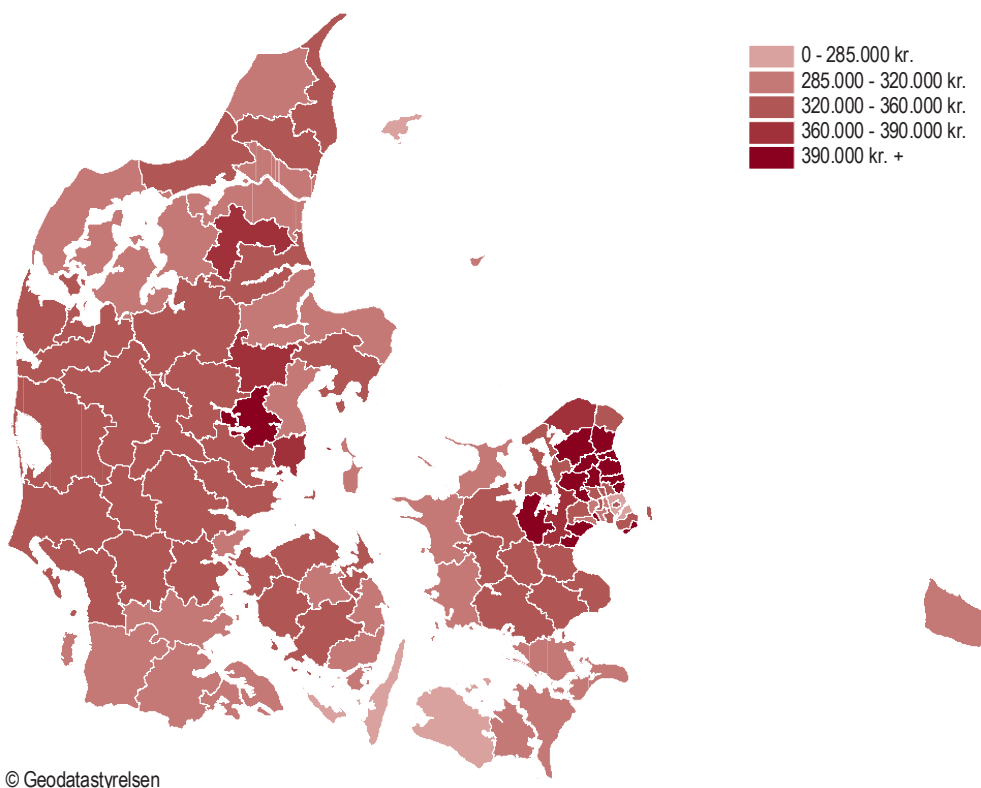 0 - 285.000 kr.
285.000 - 320.000 kr.
320.000 - 360.000 kr.
360.000 - 390.000 kr.
390.000 kr. +
© Geodatastyrelsen